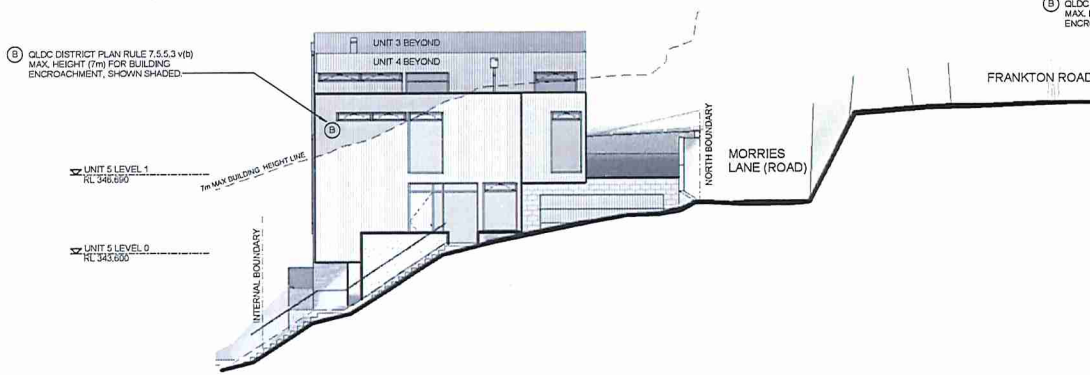 B QLDC DISTRICT PLAN RULE 7.5.5.3 v(b)
MAX. HEIGHT (7m) FOR BUILDING
ENCROACHMENT, SHOWN SHADED.
B QLDC
MAX.
ENCR
UNIT 3 BEYOND
UNIT 4 BEYOND
B
FRANKTON ROAD
7m MAX BUILDING HEIGHT LINE
NORTH BOUNDARY
MORRIES
LANE (ROAD)
UNIT 5 LEVEL 1
RL 346,690
INTERNAL BOUNDARY
UNIT 5 LEVEL 0
RL 343,600